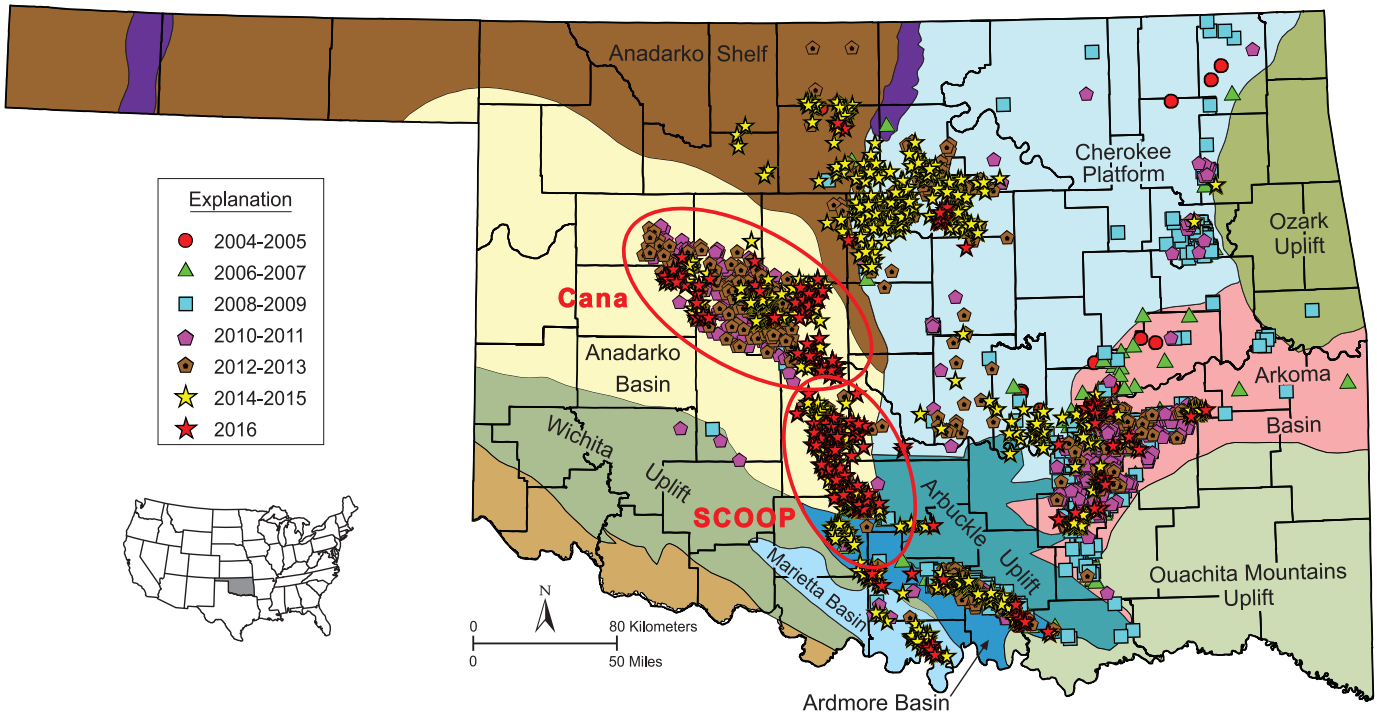 Anadarko Shelf
Cherokee
Platform
Ozark
Uplift
Explanation
2004-2005
2006-2007
2008-2009
2010-2011
2012-2013
2014-2015
2016
Cana
Anadarko
Basin
Arkoma
Basin
Wichita
Uplift
SCOOP
Arbuckle
Uplift
Marietta Basin
Ouachita Mountains
Uplift
N
0 80 Kilometers
0 50 Miles
Ardmore Basin